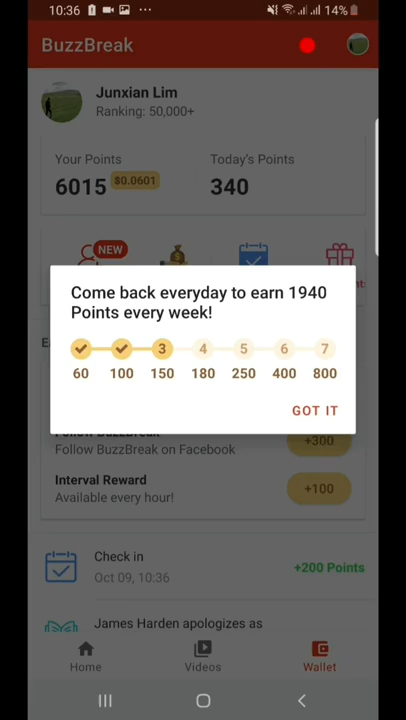 10:36 14%
BuzzBreak
Junxian Lim
Ranking: 50,000+
Your Points Today's Points
6015 $0.0601 340
NEW
Come back everyday to earn 1940
Points every week!
3 4 5 6 7
60 100 150 180 250 400 800
GOT IT
Follow BuzzBreak
Follow BuzzBreak on Facebook
+300
Interval Reward
Available every hour!
+100
Check in
Oct 09, 10:36
+200 Points
James Harden apologizes as
Home Videos Wallet